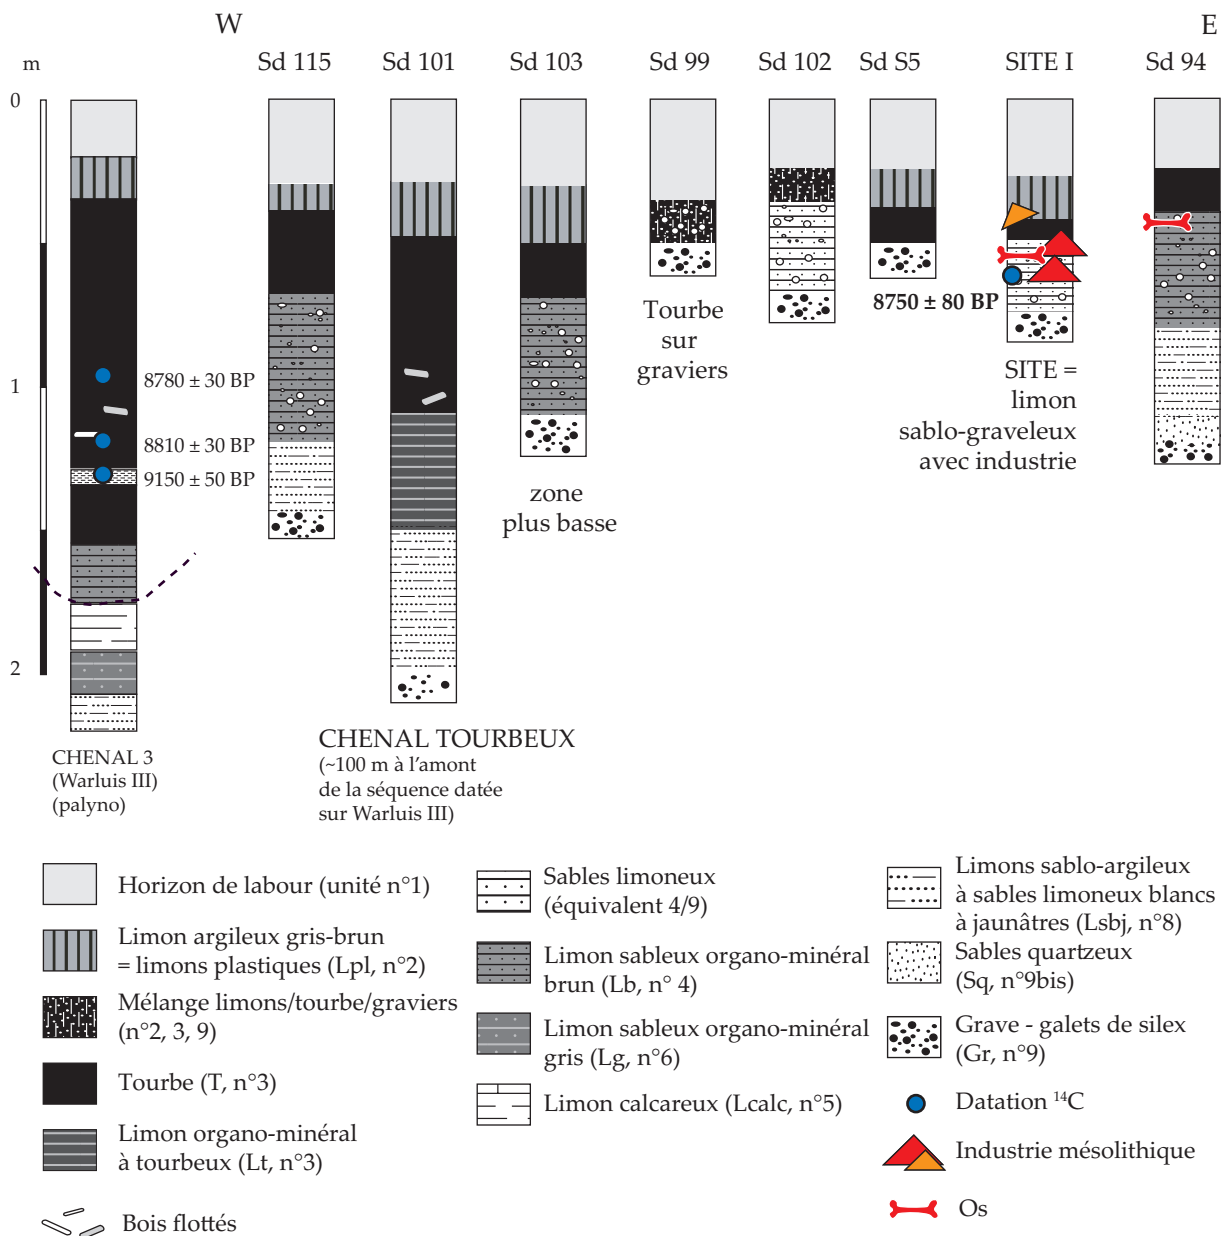 W
E
m
Sd 115
Sd 101
Sd 103
Sd 99
Sd 102
Sd S5
SITE I
Sd 94
0
1
2
8780 ± 30 BP
8810 ± 30 BP
9150 ± 50 BP
8750 ± 80 BP
Tourbe
sur
graviers
SITE =
limon
sablo-graveleux
avec industrie
zone
plus basse
CHENAL 3
(Warluis III)
(palyno)
CHENAL TOURBEUX
(~100 m à l'amont
de la séquence datée
sur Warluis III)
Horizon de labour (unité n°1)
Limon argileux gris-brun
= limons plastiques (Lpl, n°2)
Mélange limons/tourbe/graviers
(n°2, 3, 9)
Tourbe (T, n°3)
Limon organo-minéral
à tourbeux (Lt, n°3)
Bois flottés
Sables limoneux
(équivalent 4/9)
Limon sableux organo-minéral
brun (Lb, n° 4)
Limon sableux organo-minéral
gris (Lg, n°6)
Limon calcareux (Lcalc, n°5)
Limons sablo-argileux
à sables limoneux blancs
à jaunâtres (Lsbj, n°8)
Sables quartzeux
(Sq, n°9bis)
Grave - galets de silex
(Gr, n°9)
Datation ¹⁴C
Industrie mésolithique
Os